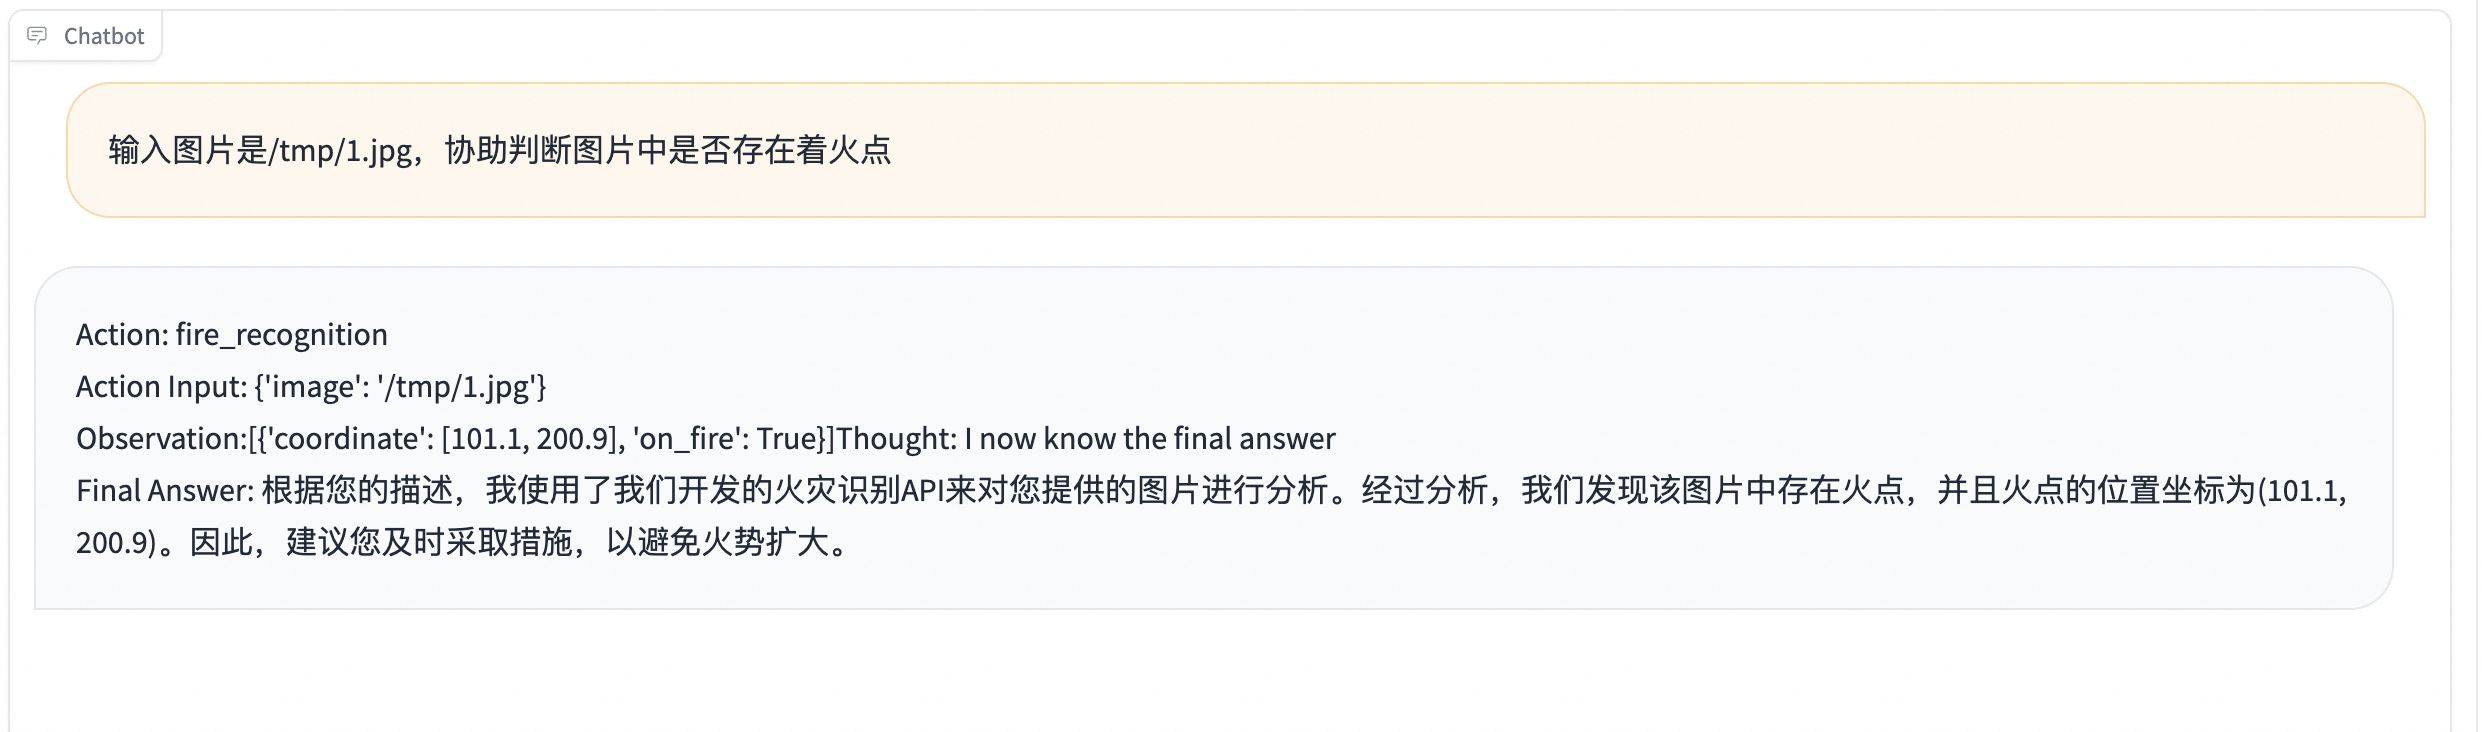 Chatbot
输入图片是/tmp/1.jpg，协助判断图片中是否存在着火点
Action: fire_recognition
Action Input: {'image': '/tmp/1.jpg'}
Observation:[{'coordinate': [101.1, 200.9], 'on_fire': True}]Thought: I now know the final answer
Final Answer: 根据您的描述，我使用了我们开发的火灾识别API来对您提供的图片进行分析。经过分析，我们发现该图片中存在火点，并且火点的位置坐标为(101.1,
200.9)。因此，建议您及时采取措施，以避免火势扩大。